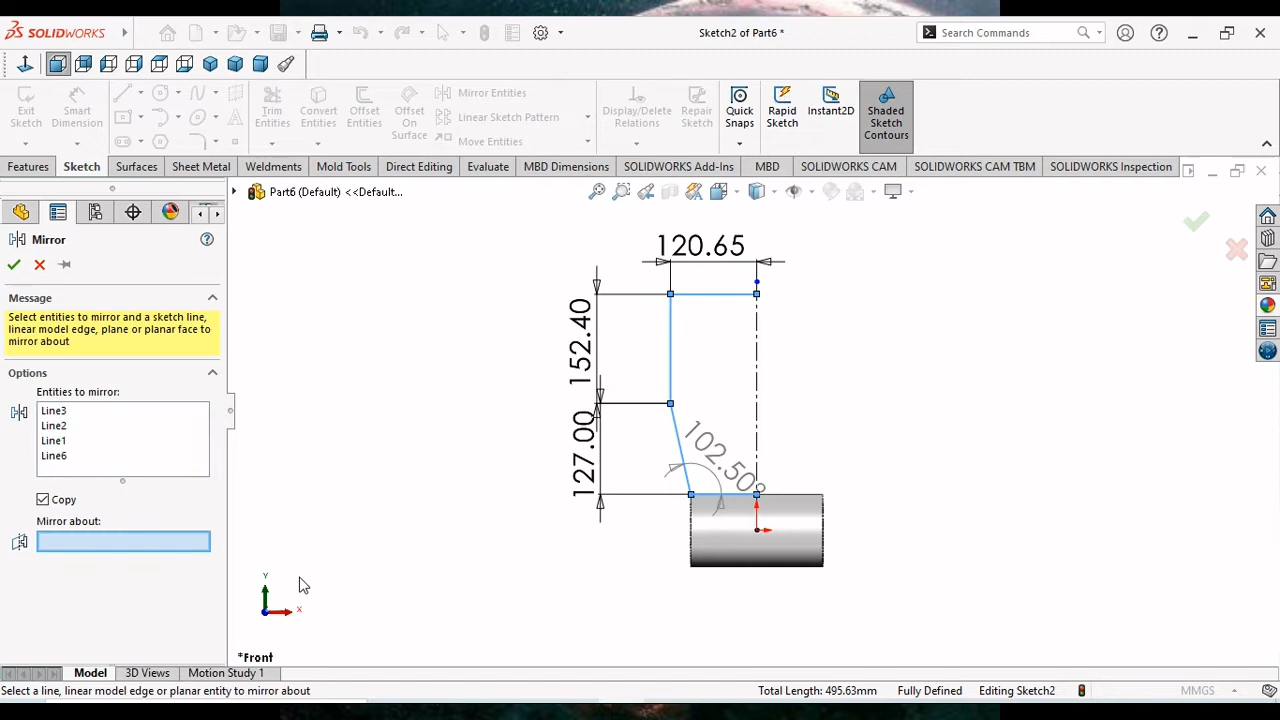 SOLIDWORKS
Sketch2 of Part6 *
Search Commands
Exit Sketch
Smart Dimension
Trim Entities
Convert Entities
Offset Entities
Offset On Surface
Mirror Entities
Linear Sketch Pattern
Move Entities
Display/Delete Relations
Repair Sketch
Quick Snaps
Rapid Sketch
Instant2D
Shaded Sketch Contours
Features
Sketch
Surfaces
Sheet Metal
Weldments
Mold Tools
Direct Editing
Evaluate
MBD Dimensions
SOLIDWORKS Add-Ins
MBD
SOLIDWORKS CAM
SOLIDWORKS CAM TBM
SOLIDWORKS Inspection
Part6 (Default) <<Default...
Mirror
Message
Select entities to mirror and a sketch line,
linear model edge, plane or planar face to
mirror about
Options
Entities to mirror:
Line3
Line2
Line1
Line6
Copy
Mirror about:
120.65
152.40
127.00
102.50°
Y
X
*Front
Model
3D Views
Motion Study 1
Select a line, linear model edge or planar entity to mirror about
Total Length: 495.63mm
Fully Defined
Editing Sketch2
MMGS